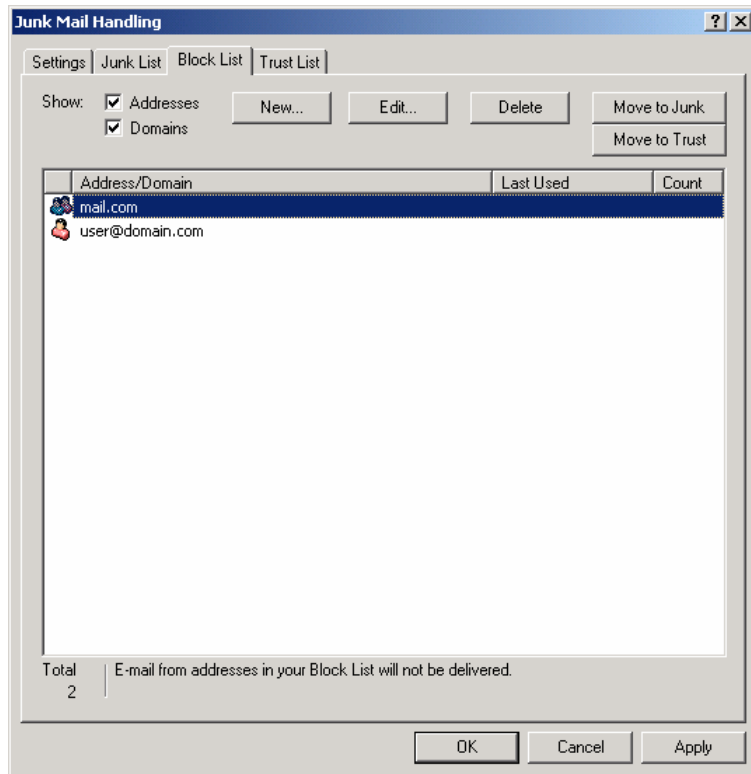 Junk Mail Handling
Settings Junk List Block List Trust List
Show: Addresses New... Edit... Delete Move to Junk
Domains Move to Trust
Address/Domain Last Used Count
mail.com
user@domain.com
Total E-mail from addresses in your Block List will not be delivered.
2
OK Cancel Apply